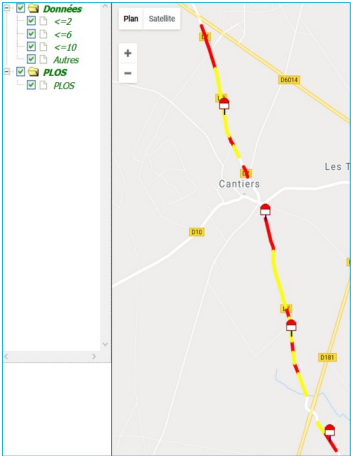 Données
<=2
<=6
<=10
Autres
PLOS
PLOS
Plan Satellite
+
−
D6014
Cantiers
Les T
D10
D181